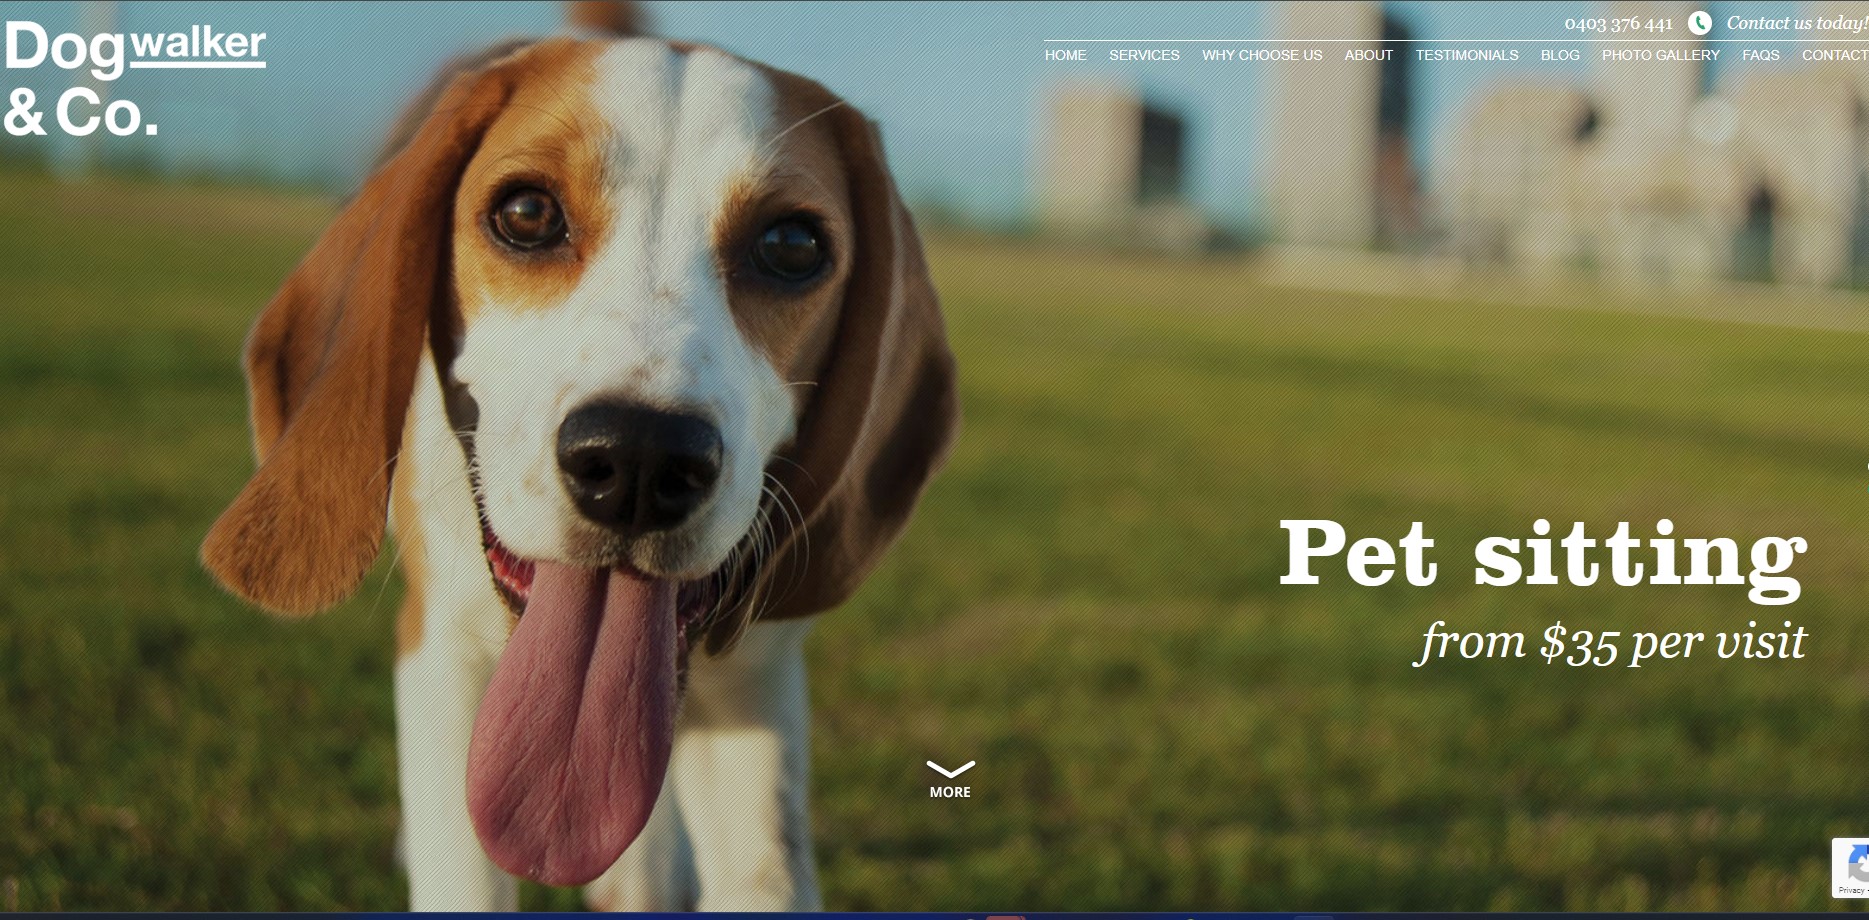 Dog walker
& Co.
0403 376 441 Contact us today!
HOME SERVICES WHY CHOOSE US ABOUT TESTIMONIALS BLOG PHOTO GALLERY FAQS CONTACT
Pet sitting
from $35 per visit
MORE
Privacy -